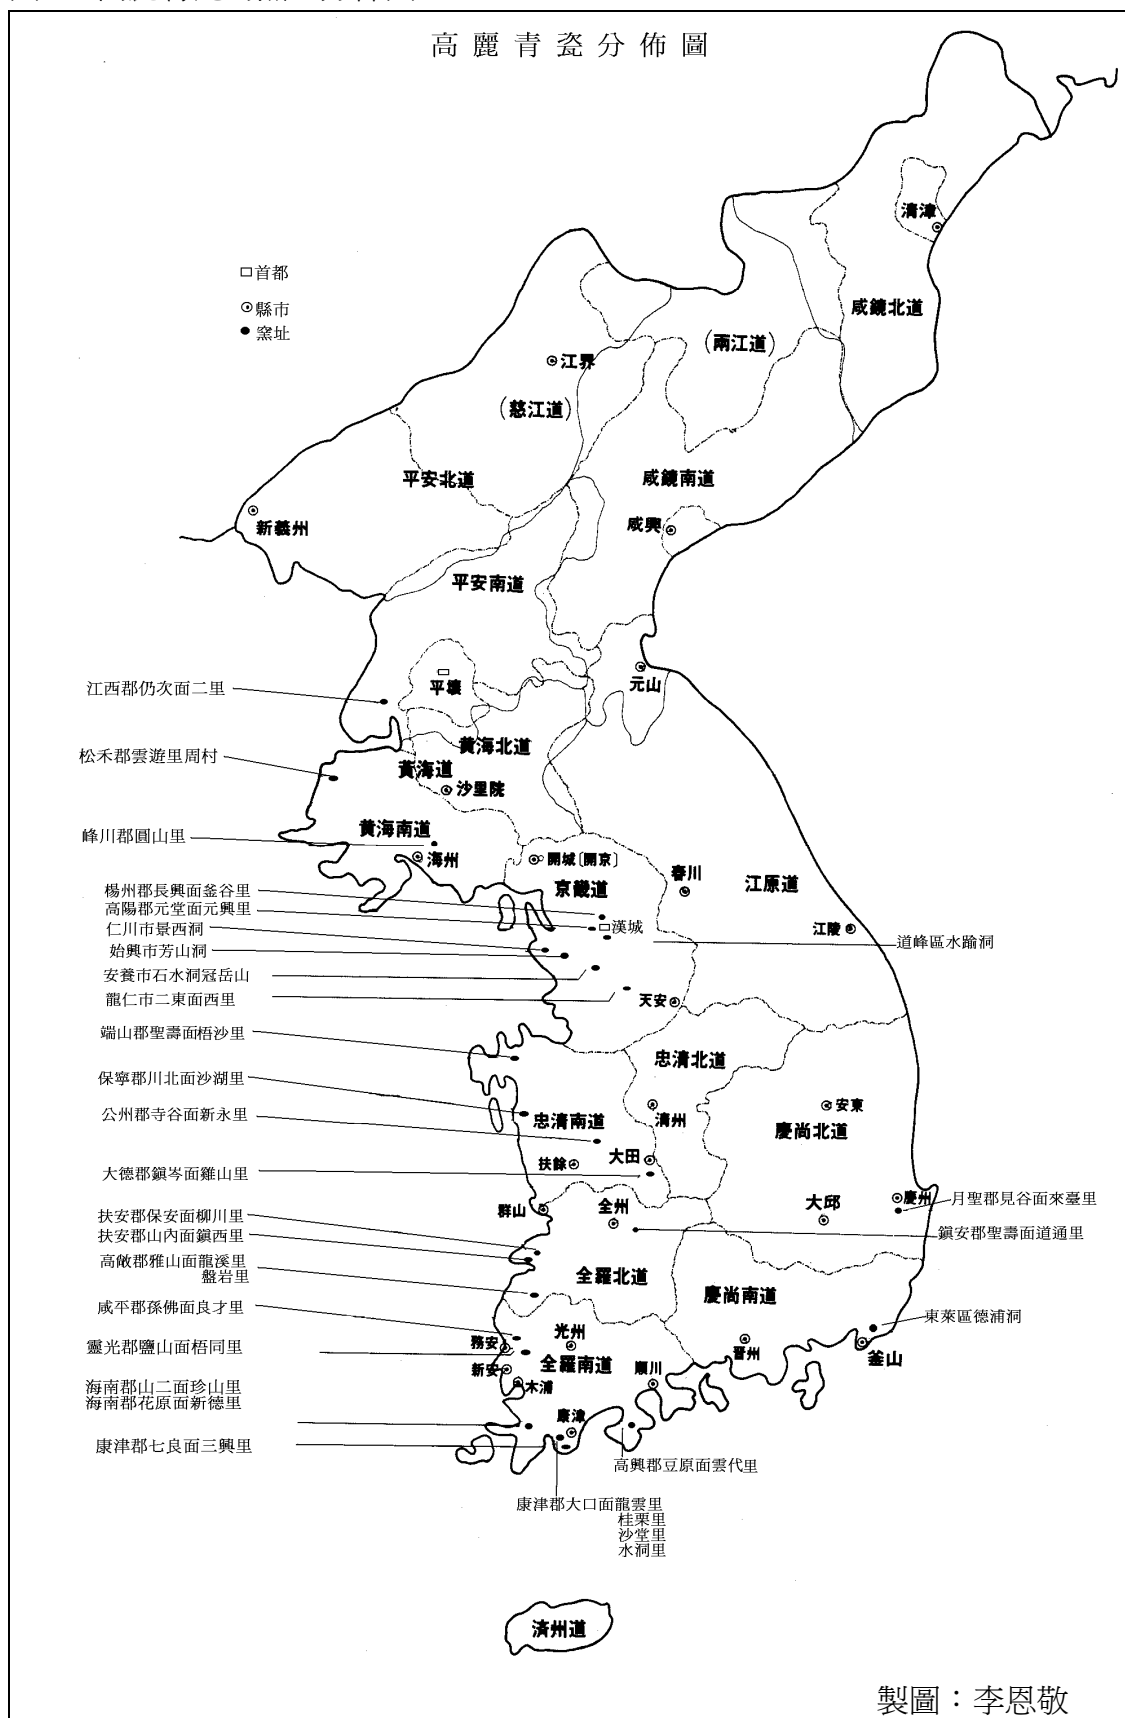 高麗青瓷分佈圖
首都
縣市
窯址
清津
咸鏡北道
(兩江道)
江界
(慈江道)
平安北道
咸鏡南道
新義州
咸興
平安南道
元山
平壤
江西郡仍次面二里
黃海北道
松禾郡雲遊里周村
黃海道
沙里院
峰川郡圓山里
黃海南道
海州
開城〔開京〕
京畿道
春川
江原道
楊州郡長興面釜谷里
高陽郡元堂面元興里
漢城
江陵
仁川市景西洞
道峰區水踰洞
始興市芳山洞
安養市石水洞冠岳山
龍仁市二東面西里
天安
端山郡聖壽面梧沙里
忠清北道
保寧郡川北面沙湖里
清州
安東
公州郡寺谷面新永里
忠清南道
慶尚北道
扶餘
大田
大德郡鎮岑面雞山里
慶州
月聖郡見谷面來臺里
群山
全州
大邱
扶安郡保安面柳川里
鎮安郡聖壽面道通里
扶安郡山內面鎮西里
高敞郡雅山面龍溪里
盤岩里
全羅北道
慶尚南道
咸平郡孫佛面良才里
東萊區德浦洞
務安
光州
晋州
釜山
靈光郡鹽山面梧同里
新安
全羅南道
順川
木浦
海南郡山二面珍山里
海南郡花原面新德里
康津
康津郡七良面三興里
高興郡豆原面雲代里
康津郡大口面龍雲里
桂栗里
沙堂里
水洞里
済州道
製圖：李恩敬